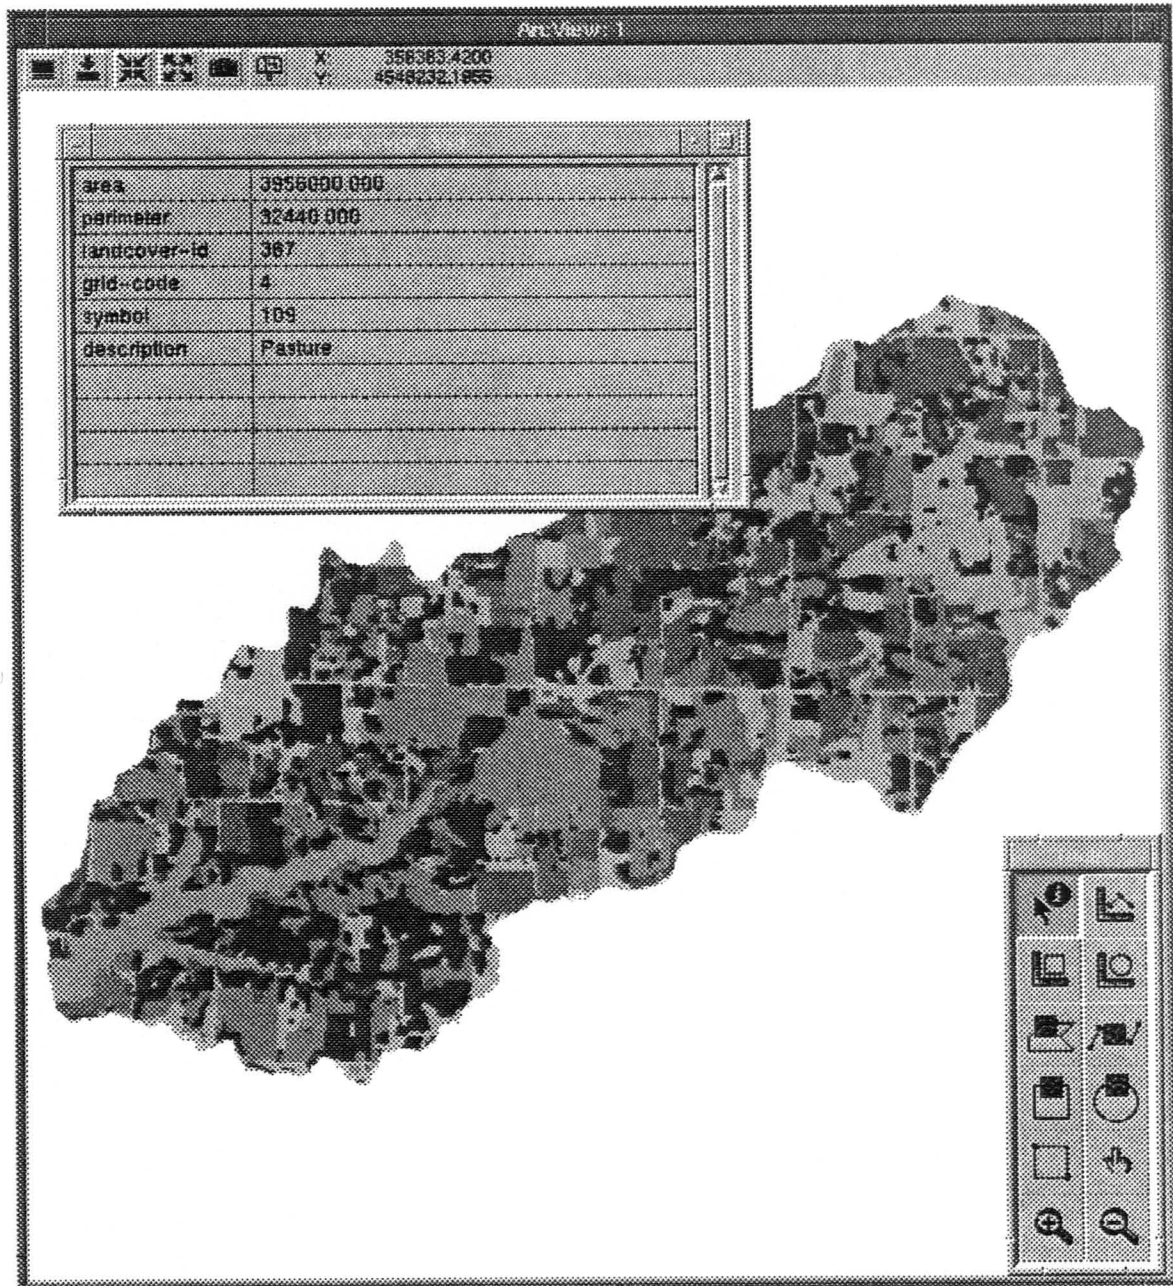 ArcView: 1
X: 358383.4200
Y: 4548232.1955
area 3956000.000
perimeter 32440.000
landcover-id 367
grid-code 4
symbol 109
description Pasture